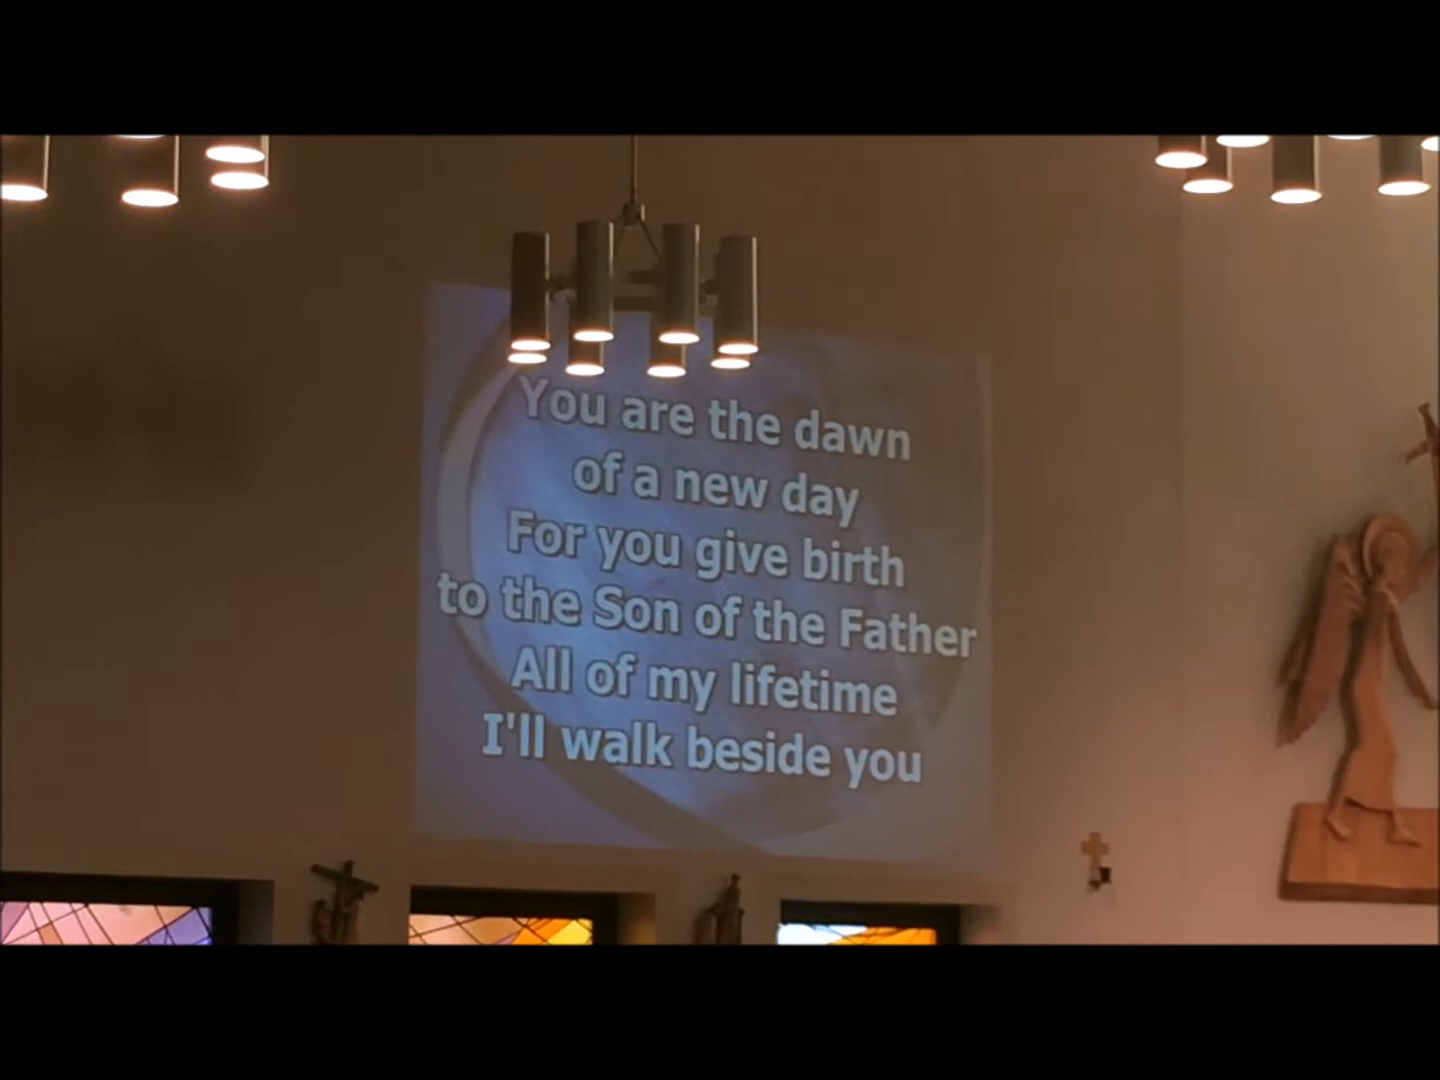 You are the dawn
of a new day
For you give birth
to the Son of the Father
All of my lifetime
I'll walk beside you